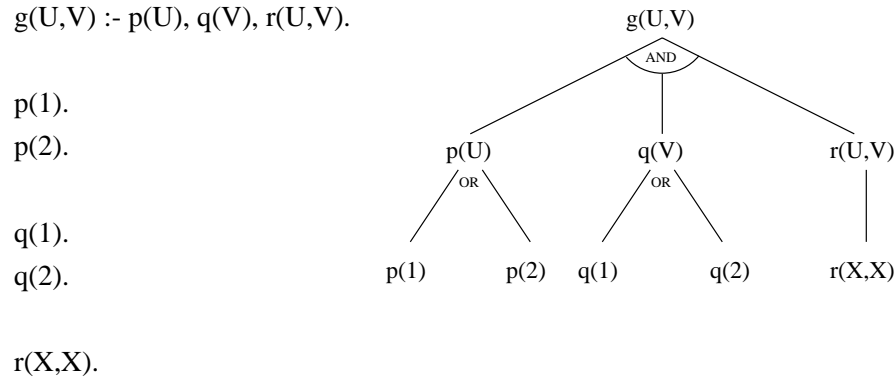 g(U,V) :- p(U), q(V), r(U,V).
p(1).
p(2).
q(1).
q(2).
r(X,X).
g(U,V)
AND
p(U) q(V) r(U,V)
OR OR
p(1) p(2) q(1) q(2) r(X,X)